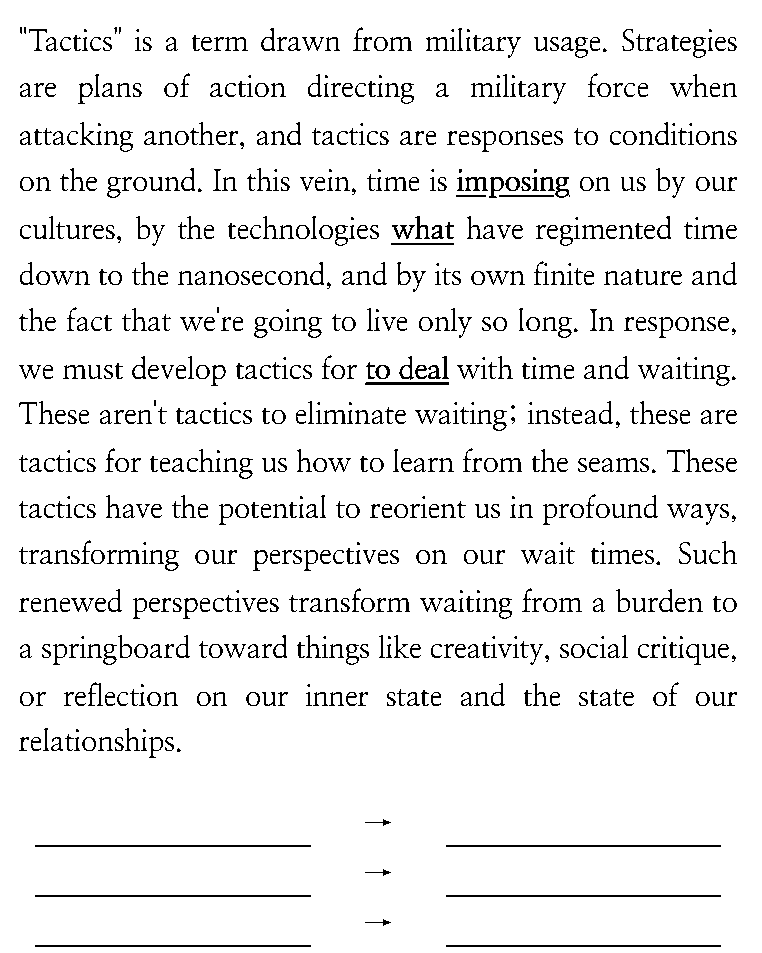 "Tactics" is a term drawn from military usage. Strategies
are plans of action directing a military force when
attacking another, and tactics are responses to conditions
on the ground. In this vein, time is imposing on us by our
cultures, by the technologies what have regimented time
down to the nanosecond, and by its own finite nature and
the fact that we're going to live only so long. In response,
we must develop tactics for to deal with time and waiting.
These aren't tactics to eliminate waiting; instead, these are
tactics for teaching us how to learn from the seams. These
tactics have the potential to reorient us in profound ways,
transforming our perspectives on our wait times. Such
renewed perspectives transform waiting from a burden to
a springboard toward things like creativity, social critique,
or reflection on our inner state and the state of our
relationships.
→
→
→